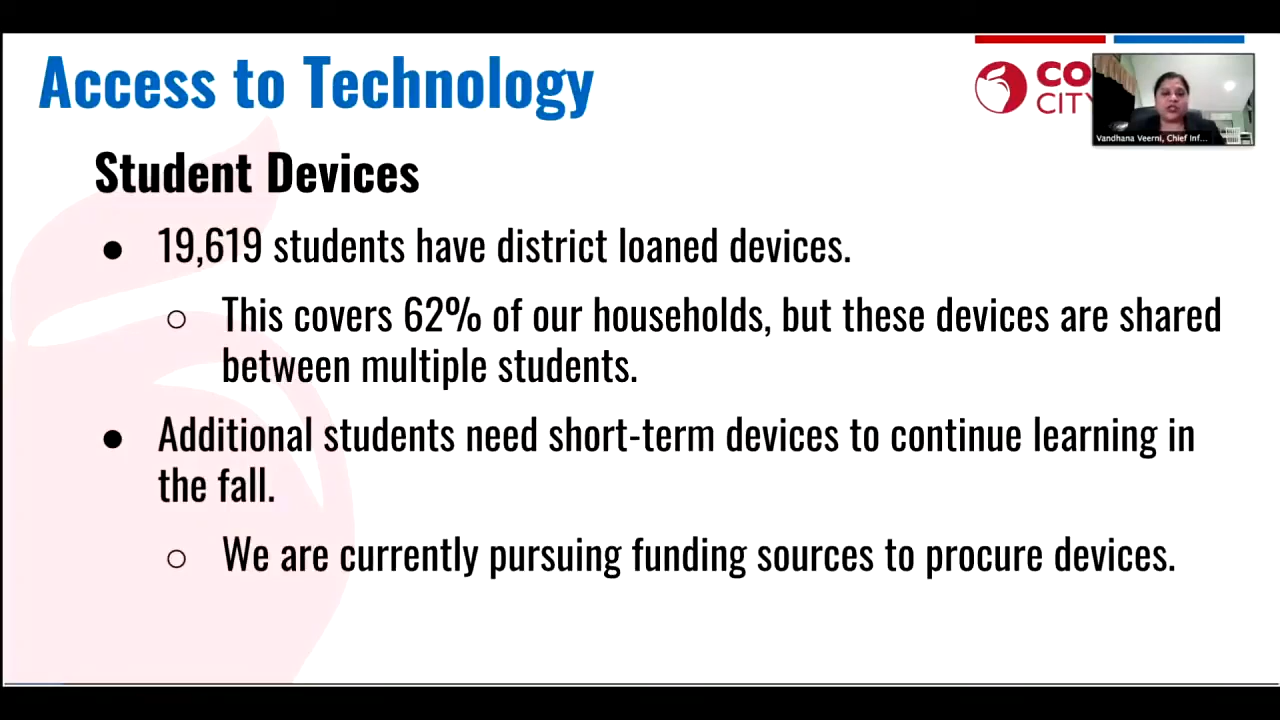 Access to Technology
CO
CITY
Vandhana Veerni, Chief Inf...
Student Devices
● 19,619 students have district loaned devices.
○ This covers 62% of our households, but these devices are shared
between multiple students.
● Additional students need short-term devices to continue learning in
the fall.
○ We are currently pursuing funding sources to procure devices.